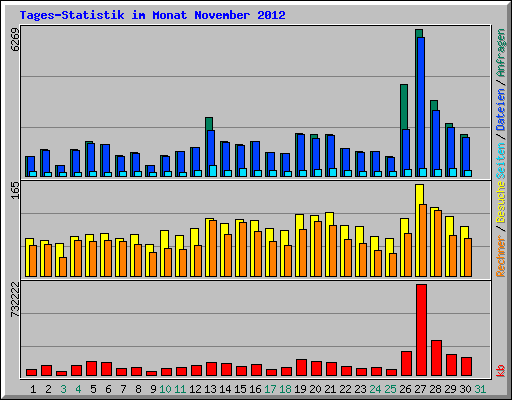 Tages-Statistik im Monat November 2012
6269
165
732222
Rechner / Besuche Seiten / Dateien / Anfragen
kb
1 2 3 4 5 6 7 8 9 10 11 12 13 14 15 16 17 18 19 20 21 22 23 24 25 26 27 28 29 30 31